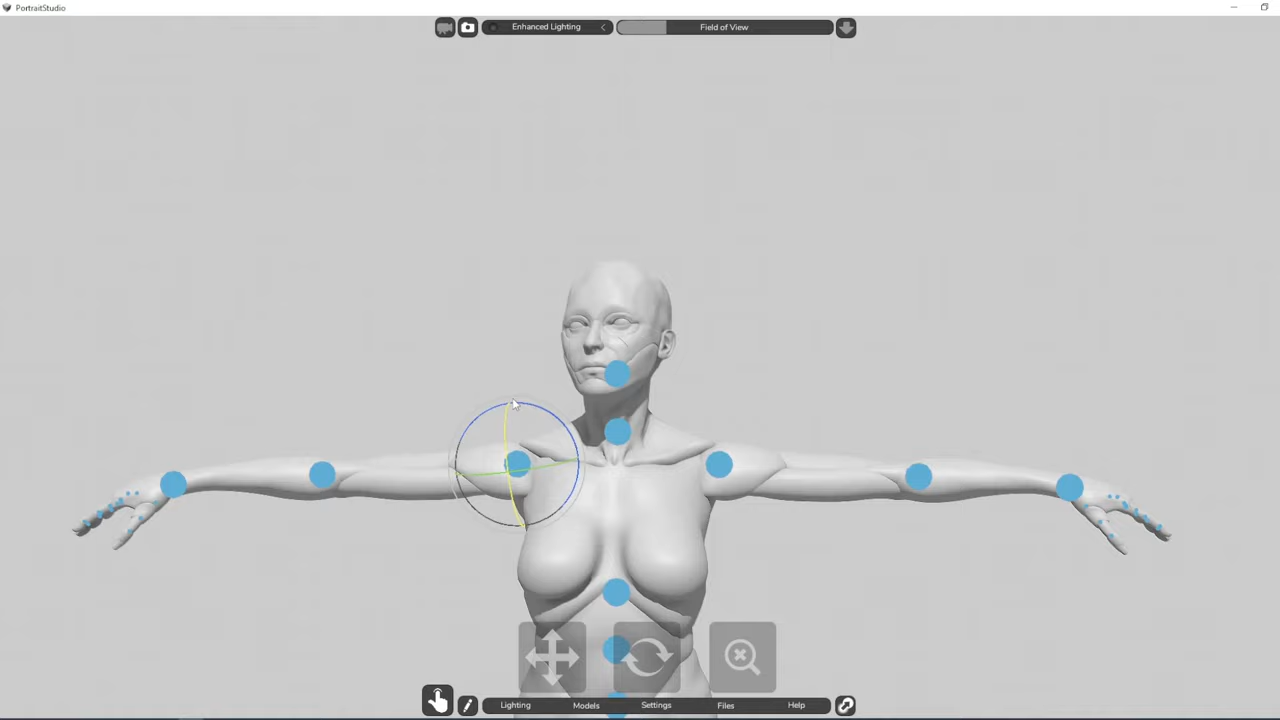 PortraitStudio
Enhanced Lighting
Field of View
Lighting
Models
Settings
Files
Help